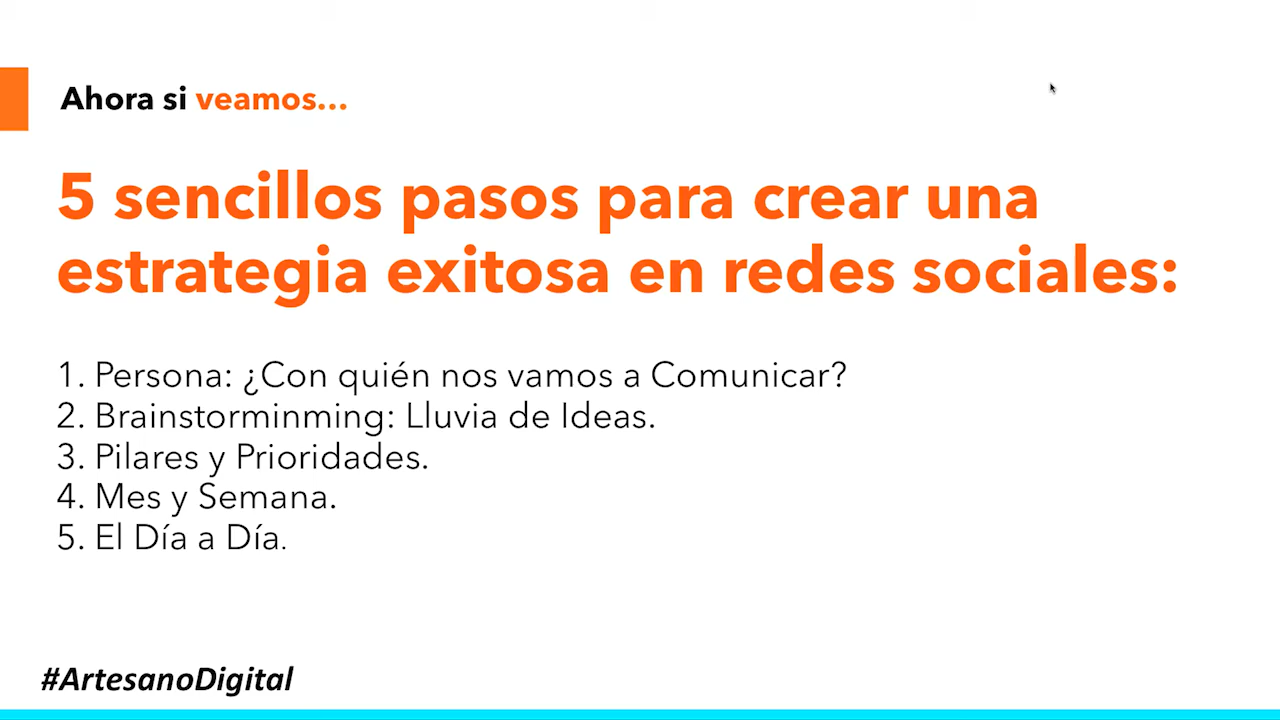 Ahora si veamos...
5 sencillos pasos para crear una
estrategia exitosa en redes sociales:
1. Persona: ¿Con quién nos vamos a Comunicar?
2. Brainstorminming: Lluvia de Ideas.
3. Pilares y Prioridades.
4. Mes y Semana.
5. El Día a Día.
#ArtesanoDigital